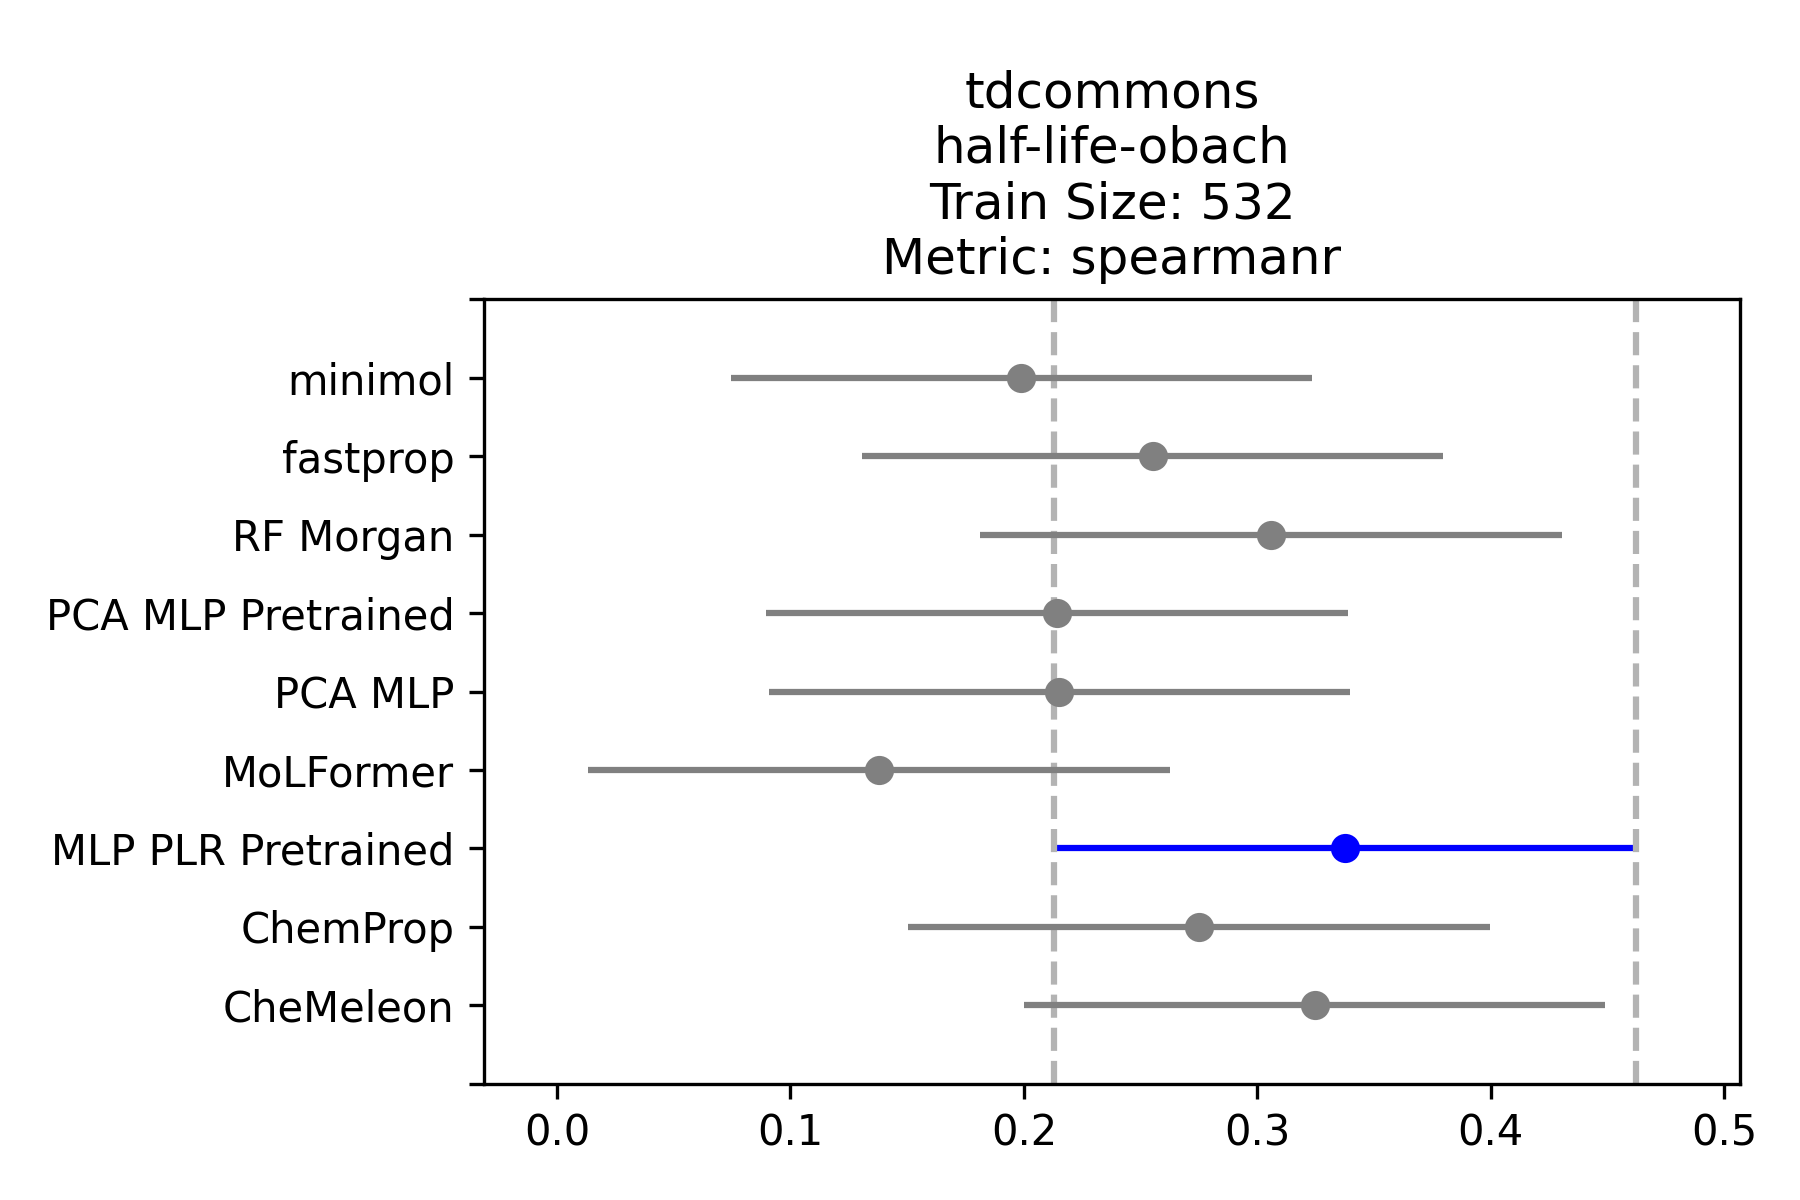 tdcommons
half-life-obach
Train Size: 532
Metric: spearmanr
minimol
fastprop
RF Morgan
PCA MLP Pretrained
PCA MLP
MoLFormer
MLP PLR Pretrained
ChemProp
CheMeleon
0.0 0.1 0.2 0.3 0.4 0.5